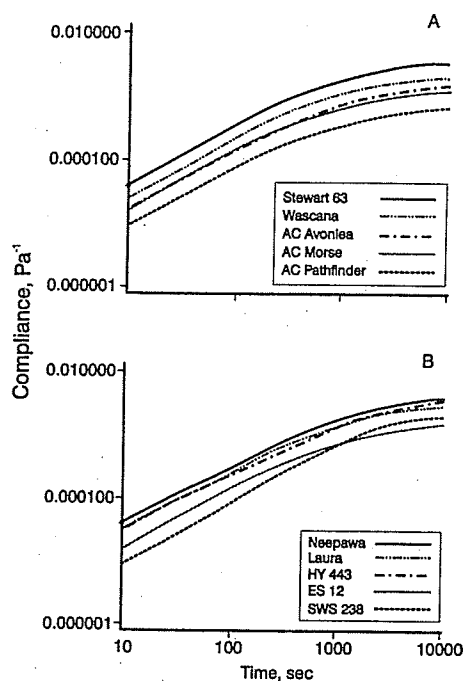 A
0.010000
0.000100
0.000001
Stewart 63
Wascana
AC Avonlea
AC Morse
AC Pathfinder
Compliance, Pa-1
B
0.010000
0.000100
0.000001
Neepawa
Laura
HY 443
ES 12
SWS 238
10 100 1000 10000
Time, sec